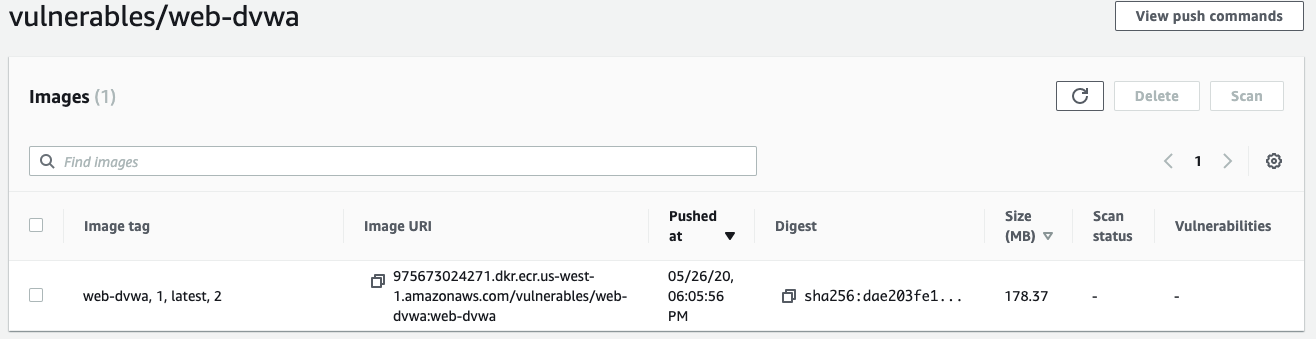 vulnerables/web-dvwa
View push commands
Images (1)
Delete
Scan
Find images
1
Image tag
Image URI
Pushed
at
Digest
Size
(MB)
Scan
status
Vulnerabilities
web-dvwa, 1, latest, 2
975673024271.dkr.ecr.us-west-
1.amazonaws.com/vulnerables/web-
dvwa:web-dvwa
05/26/20,
06:05:56
PM
sha256:dae203fe1...
178.37
-
-